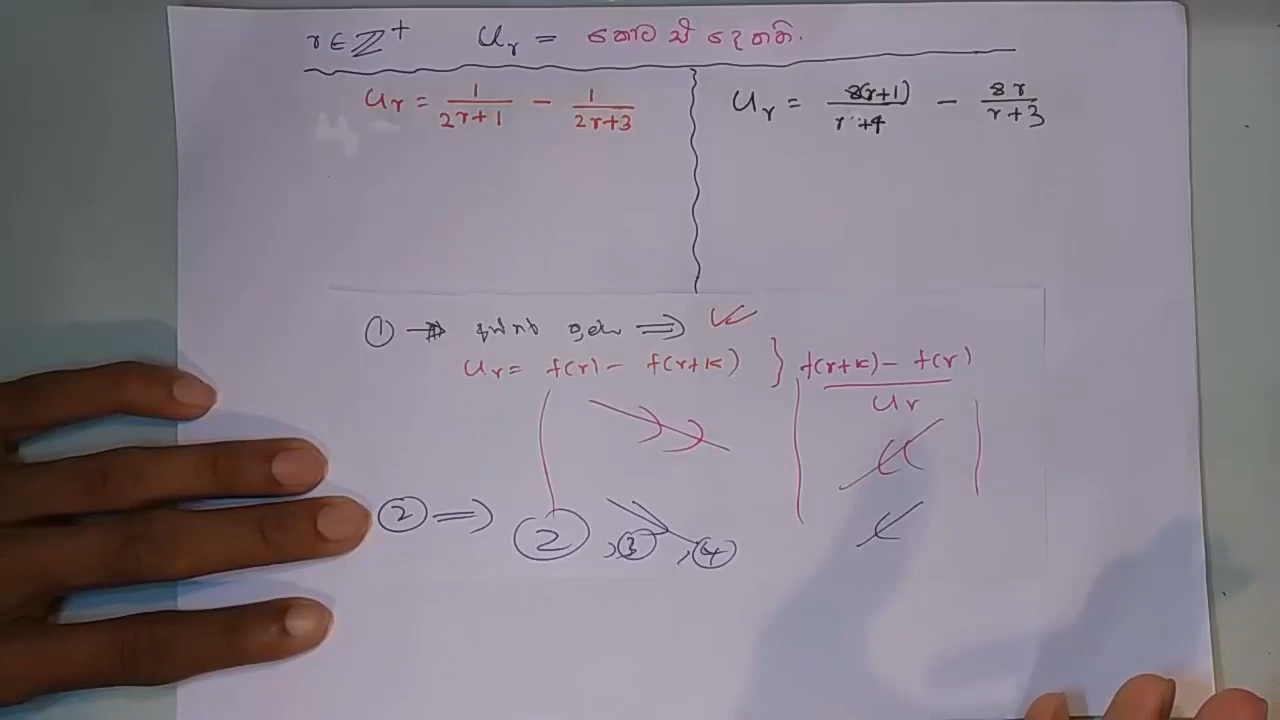 r ∈ ℤ⁺ Uᵣ =
Uᵣ = 1/(2r+1) − 1/(2r+3)
Uᵣ = 8(r+1)/(r+4) − 8r/(r+3)
① → ⇒
Uᵣ = f(r) − f(r+k) } f(r+k) − f(r)
Uᵣ
② ⇒ ② , ③ , ④